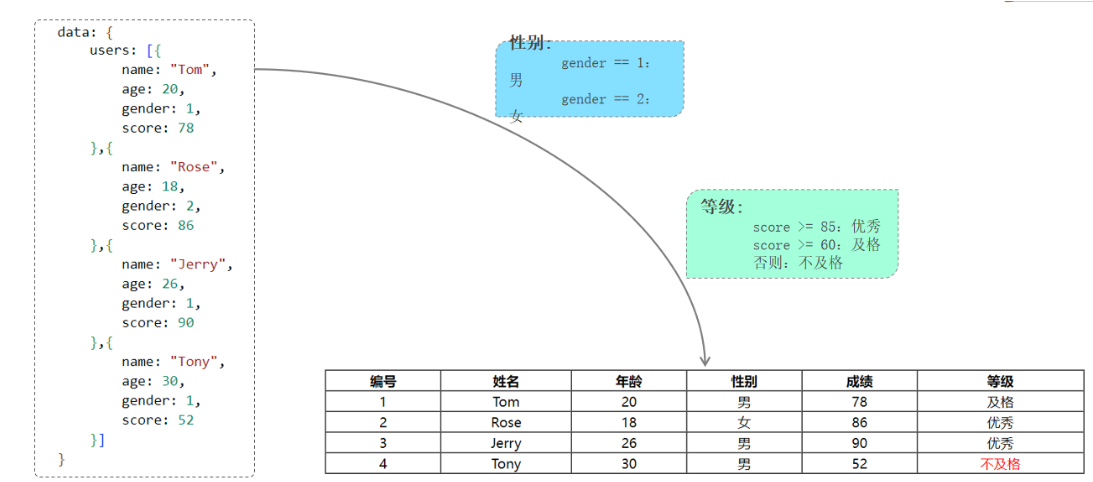 data: {
users: [{
name: "Tom",
age: 20,
gender: 1,
score: 78
},{
name: "Rose",
age: 18,
gender: 2,
score: 86
},{
name: "Jerry",
age: 26,
gender: 1,
score: 90
},{
name: "Tony",
age: 30,
gender: 1,
score: 52
}]
}
性别:
gender == 1:
男
gender == 2:
女
等级:
score >= 85: 优秀
score >= 60: 及格
否则: 不及格
编号 姓名 年龄 性别 成绩 等级
1 Tom 20 男 78 及格
2 Rose 18 女 86 优秀
3 Jerry 26 男 90 优秀
4 Tony 30 男 52 不及格